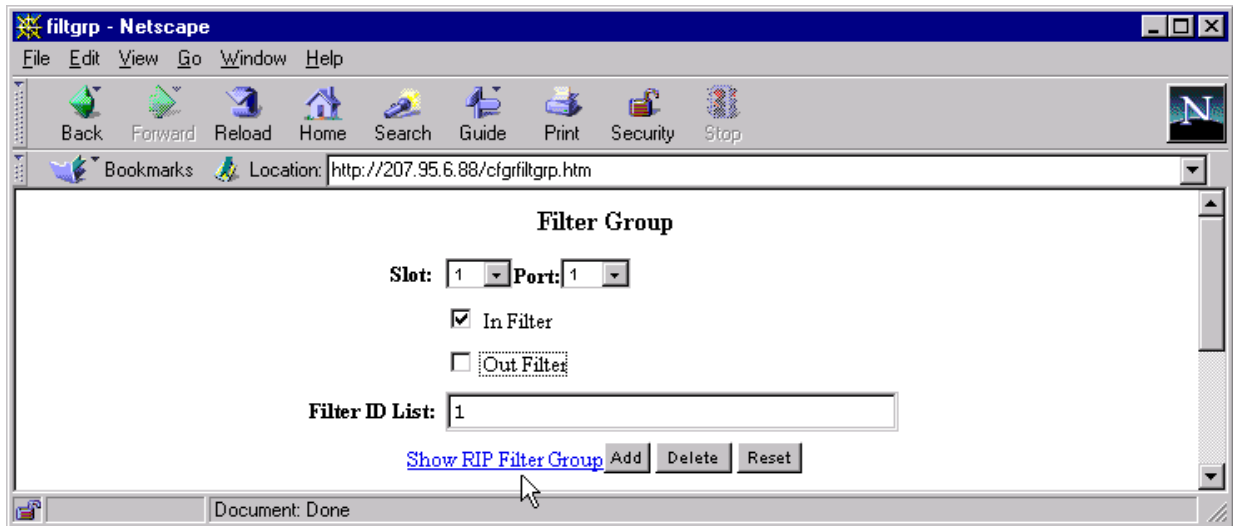 filtgrp - Netscape
File Edit View Go Window Help
Back Forward Reload Home Search Guide Print Security Stop
N
Bookmarks Location: http://207.95.6.88/cfgrfiltgrp.htm
Filter Group
Slot: 1 Port: 1
In Filter
Out Filter
Filter ID List: 1
Show RIP Filter Group Add Delete Reset
Document: Done